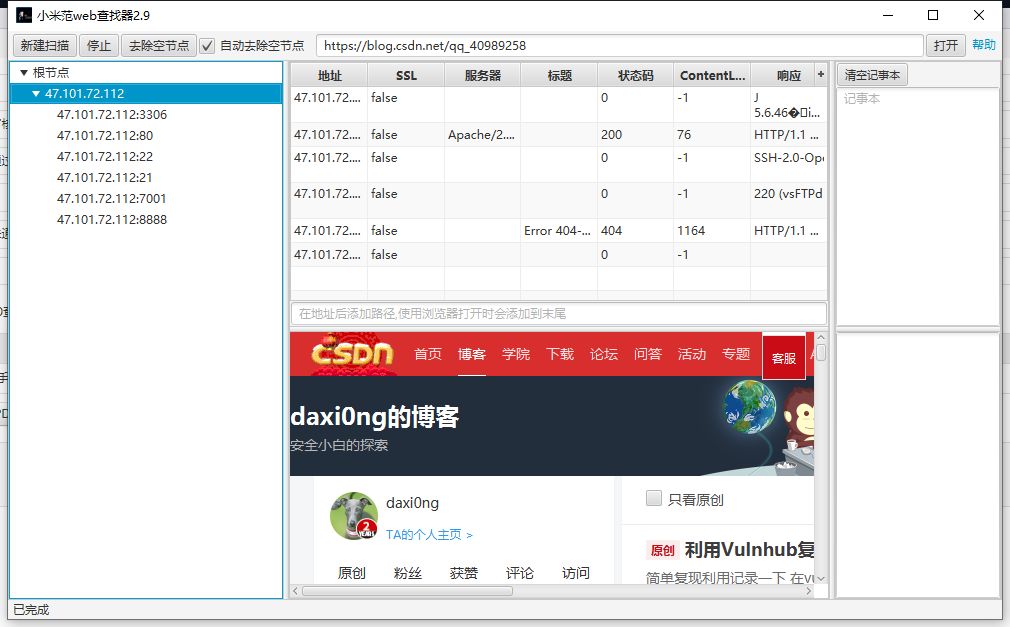 小米范web查找器2.9
新建扫描 停止 去除空节点 自动去除空节点 https://blog.csdn.net/qq_40989258 打开 帮助
根节点
47.101.72.112
47.101.72.112:3306
47.101.72.112:80
47.101.72.112:22
47.101.72.112:21
47.101.72.112:7001
47.101.72.112:8888
地址 SSL 服务器 标题 状态码 ContentL... 响应 +
47.101.72.... false 0 -1 J
5.6.46
47.101.72.... false Apache/2.... 200 76 HTTP/1.1 ...
47.101.72.... false 0 -1 SSH-2.0-Ope
47.101.72.... false 0 -1 220 (vsFTPd
47.101.72.... false Error 404-... 404 1164 HTTP/1.1 ...
47.101.72.... false 0 -1
在地址后添加路径,使用浏览器打开时会添加到末尾
清空记事本
记事本
CSDN 首页 博客 学院 下载 论坛 问答 活动 专题 客服
daxi0ng的博客
安全小白的探索
daxi0ng
2
YEARS
TA的个人主页 >
原创 粉丝 获赞 评论 访问
只看原创
原创 利用Vulnhub复
简单复现利用记录一下 在vu
已完成